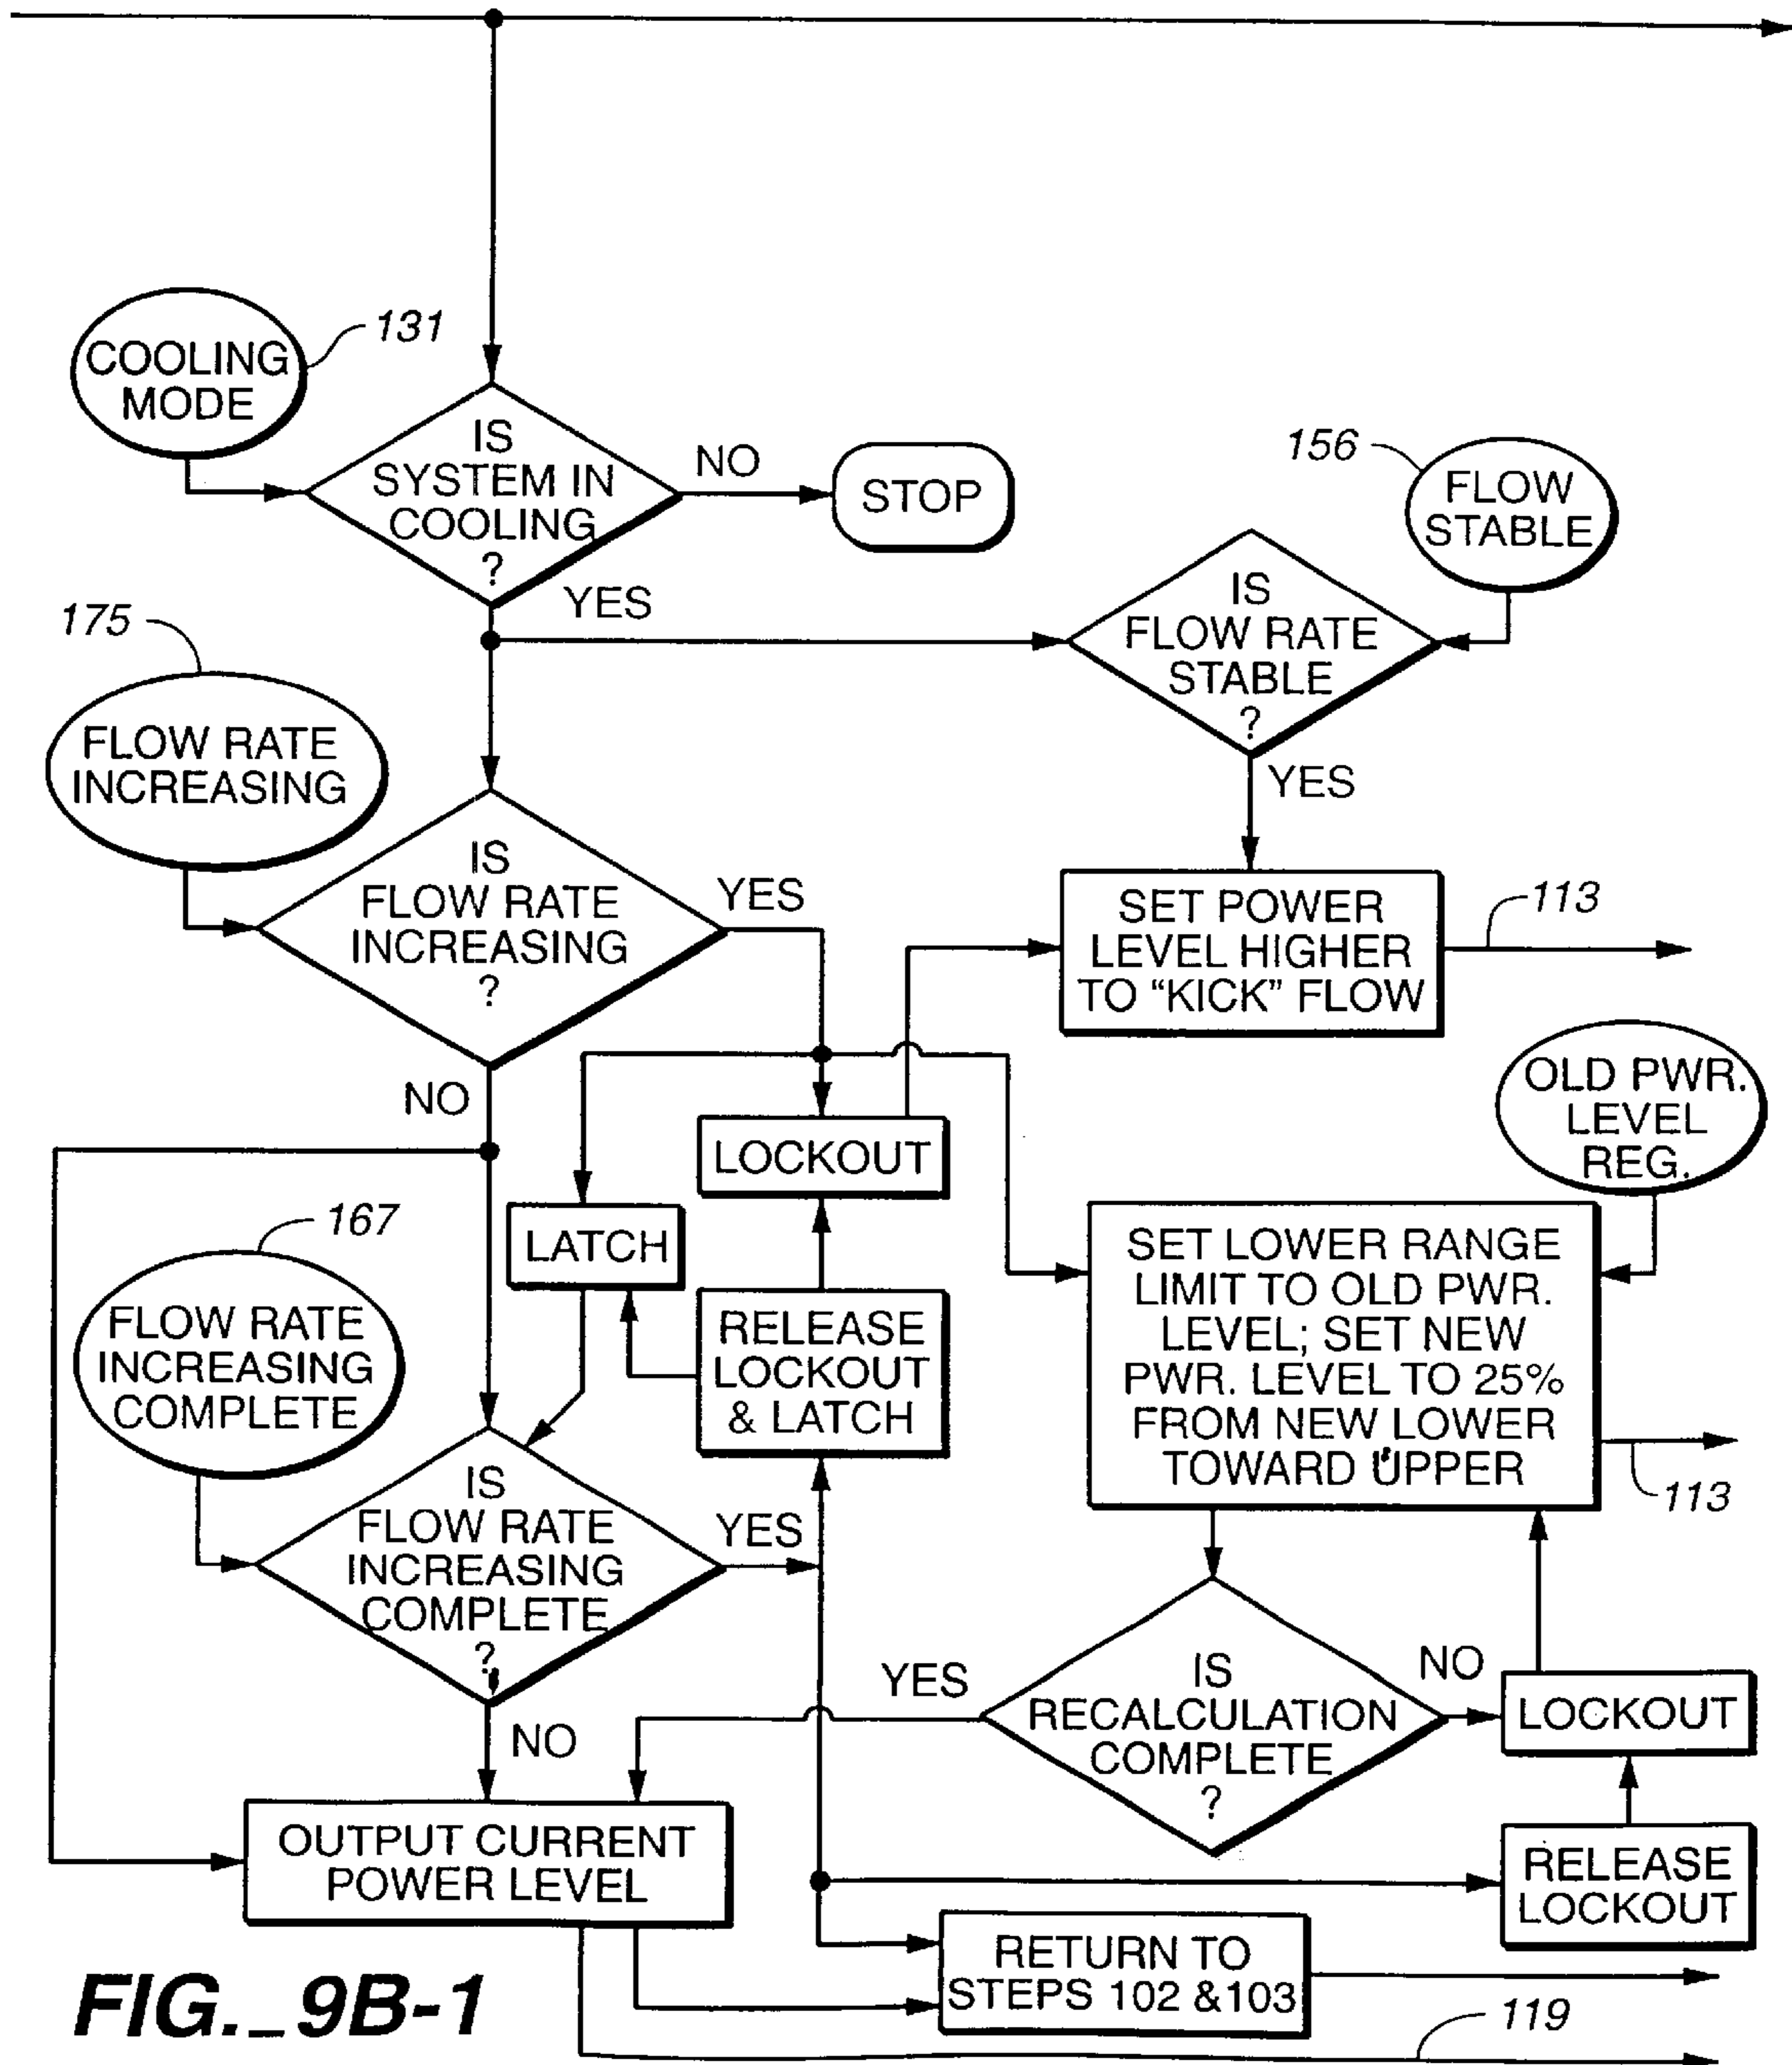 COOLING
MODE
131
IS
SYSTEM IN
COOLING
?
NO
STOP
YES
156
FLOW
STABLE
IS
FLOW RATE
STABLE
?
YES
175
FLOW RATE
INCREASING
IS
FLOW RATE
INCREASING
?
YES
NO
SET POWER
LEVEL HIGHER
TO “KICK” FLOW
113
OLD PWR.
LEVEL
REG.
LOCKOUT
LATCH
167
FLOW RATE
INCREASING
COMPLETE
RELEASE
LOCKOUT
& LATCH
SET LOWER RANGE
LIMIT TO OLD PWR.
LEVEL; SET NEW
PWR. LEVEL TO 25%
FROM NEW LOWER
TOWARD UPPER
113
IS
FLOW RATE
INCREASING
COMPLETE
?
YES
NO
IS
RECALCULATION
COMPLETE
?
YES
NO
LOCKOUT
RELEASE
LOCKOUT
OUTPUT CURRENT
POWER LEVEL
RETURN TO
STEPS 102 &103
119
FIG._9B-1